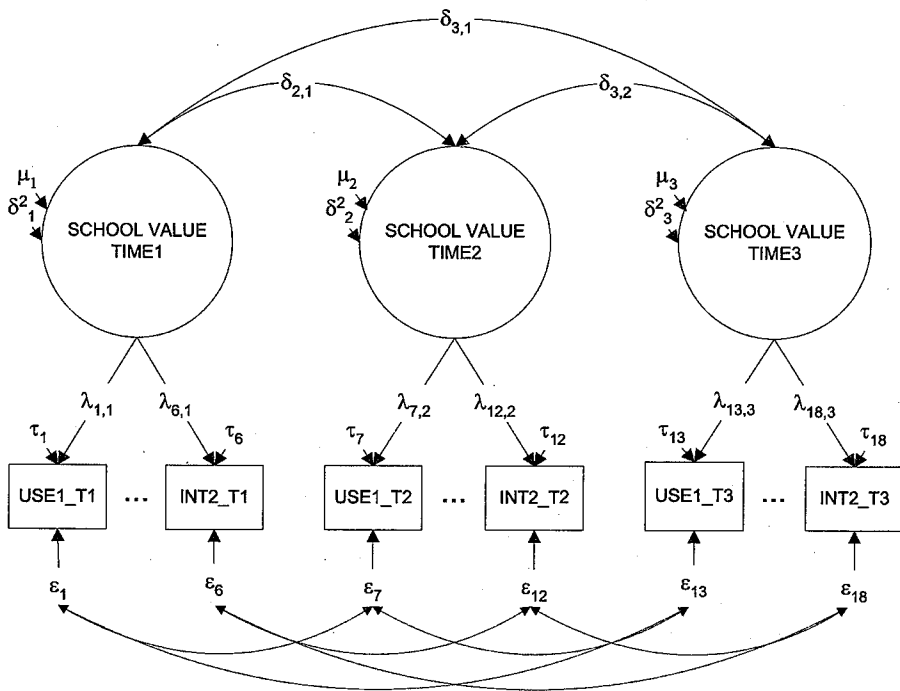 δ3,1
δ2,1
δ3,2
μ1
δ²1
SCHOOL VALUE
TIME1
μ2
δ²2
SCHOOL VALUE
TIME2
μ3
δ²3
SCHOOL VALUE
TIME3
λ1,1
λ6,1
λ7,2
λ12,2
λ13,3
λ18,3
τ1
τ6
τ7
τ12
τ13
τ18
USE1_T1
...
INT2_T1
USE1_T2
...
INT2_T2
USE1_T3
...
INT2_T3
ε1
ε6
ε7
ε12
ε13
ε18